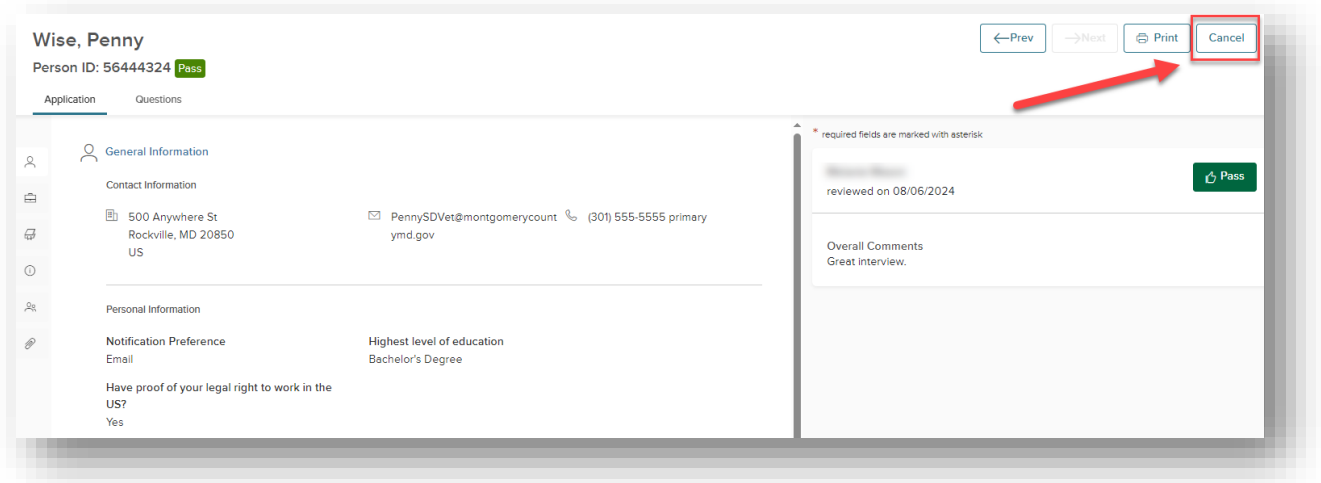 Wise, Penny
Person ID: 56444324 Pass
←Prev →Next Print Cancel
Application Questions
General Information
Contact Information
500 Anywhere St
Rockville, MD 20850
US
PennySDVet@montgomerycount
ymd.gov
(301) 555-5555 primary
Personal Information
Notification Preference
Email
Highest level of education
Bachelor's Degree
Have proof of your legal right to work in the
US?
Yes
* required fields are marked with asterisk
reviewed on 08/06/2024
Pass
Overall Comments
Great interview.